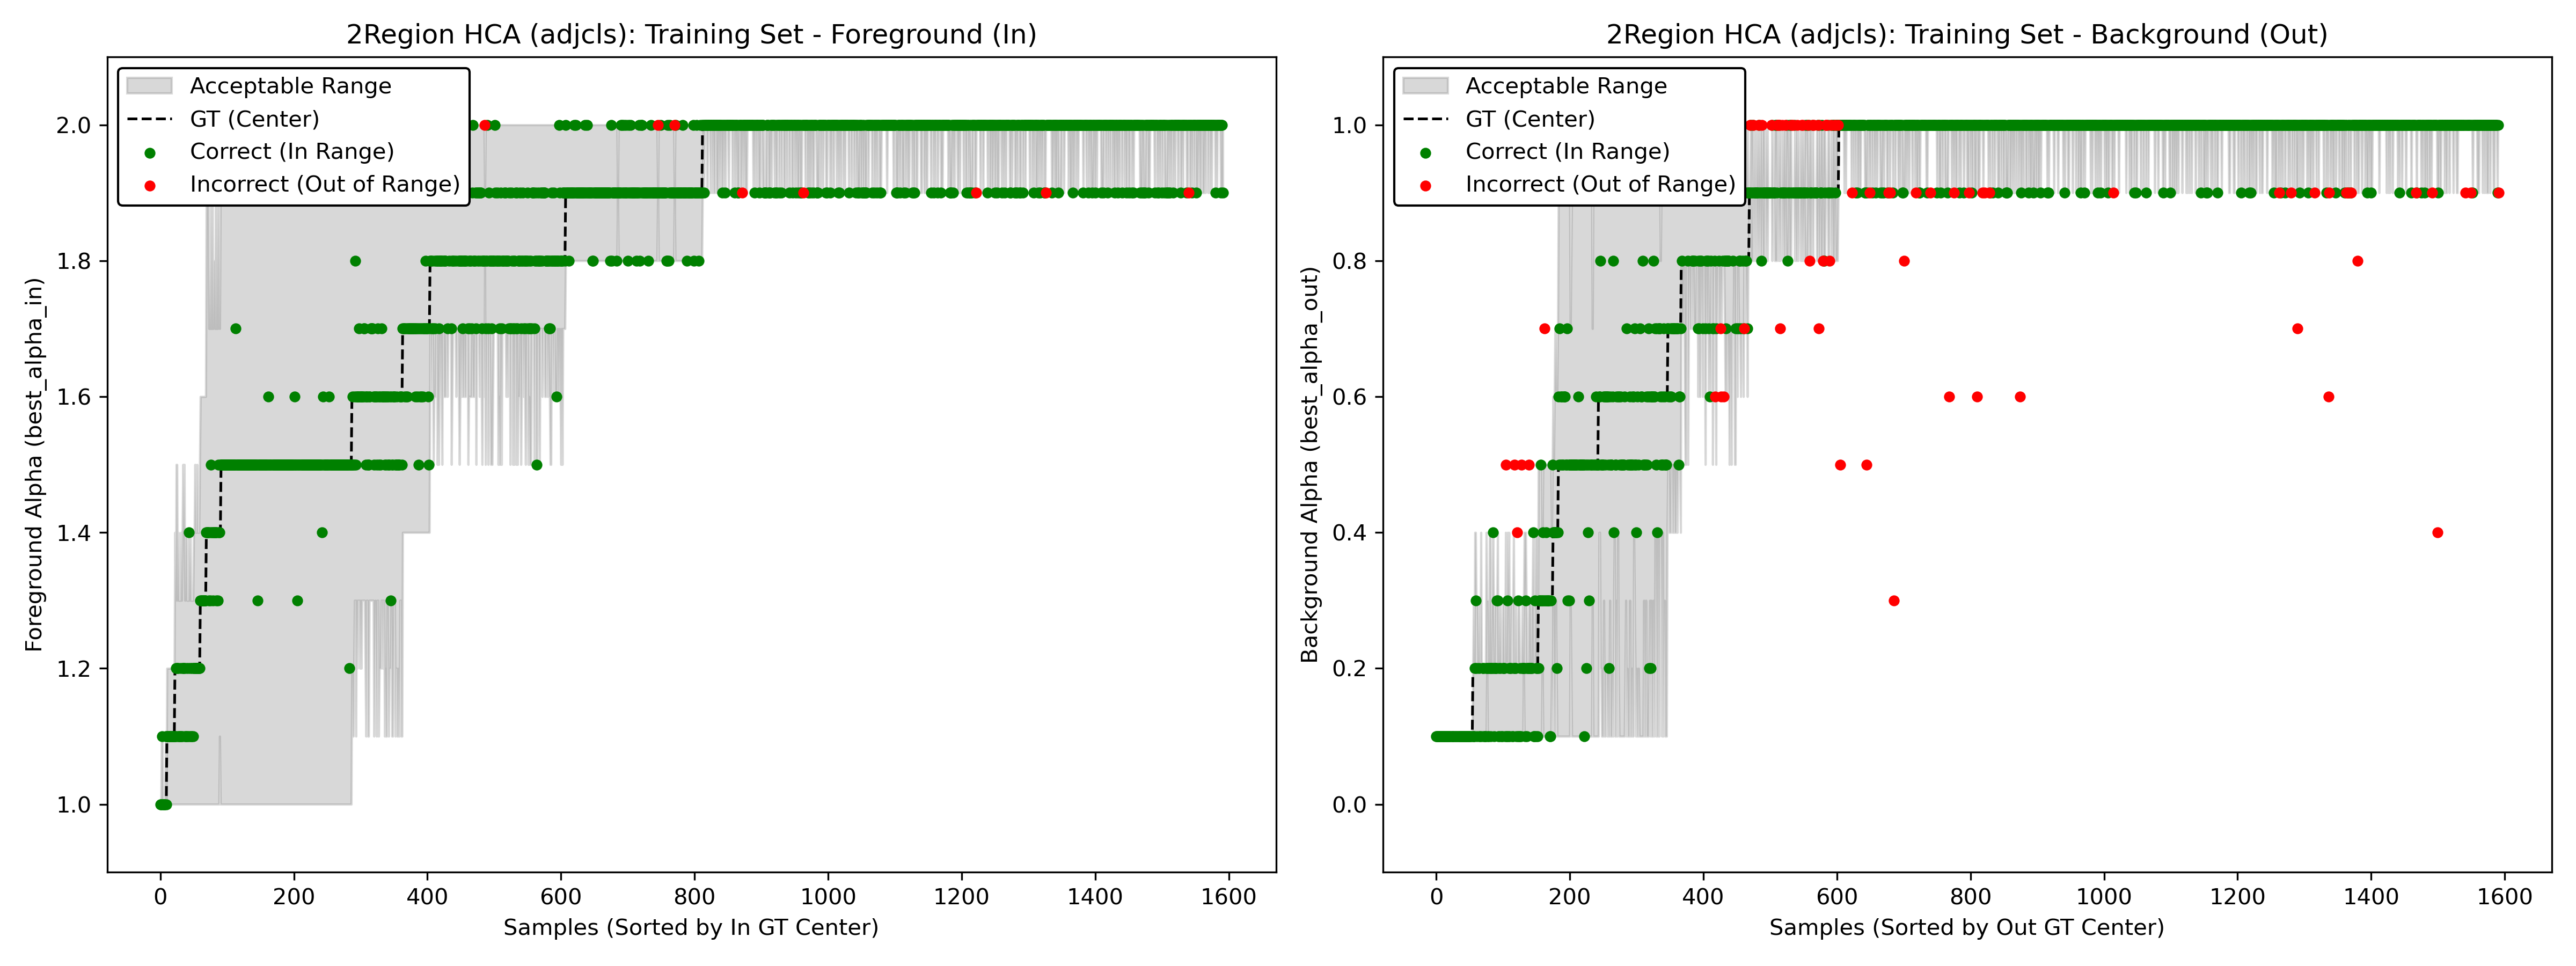 2Region HCA (adjcls): Training Set - Foreground (In)
Acceptable Range
GT (Center)
Correct (In Range)
Incorrect (Out of Range)
Foreground Alpha (best_alpha_in)
2.0
1.8
1.6
1.4
1.2
1.0
0 200 400 600 800 1000 1200 1400 1600
Samples (Sorted by In GT Center)
2Region HCA (adjcls): Training Set - Background (Out)
Acceptable Range
GT (Center)
Correct (In Range)
Incorrect (Out of Range)
Background Alpha (best_alpha_out)
1.0
0.8
0.6
0.4
0.2
0.0
0 200 400 600 800 1000 1200 1400 1600
Samples (Sorted by Out GT Center)